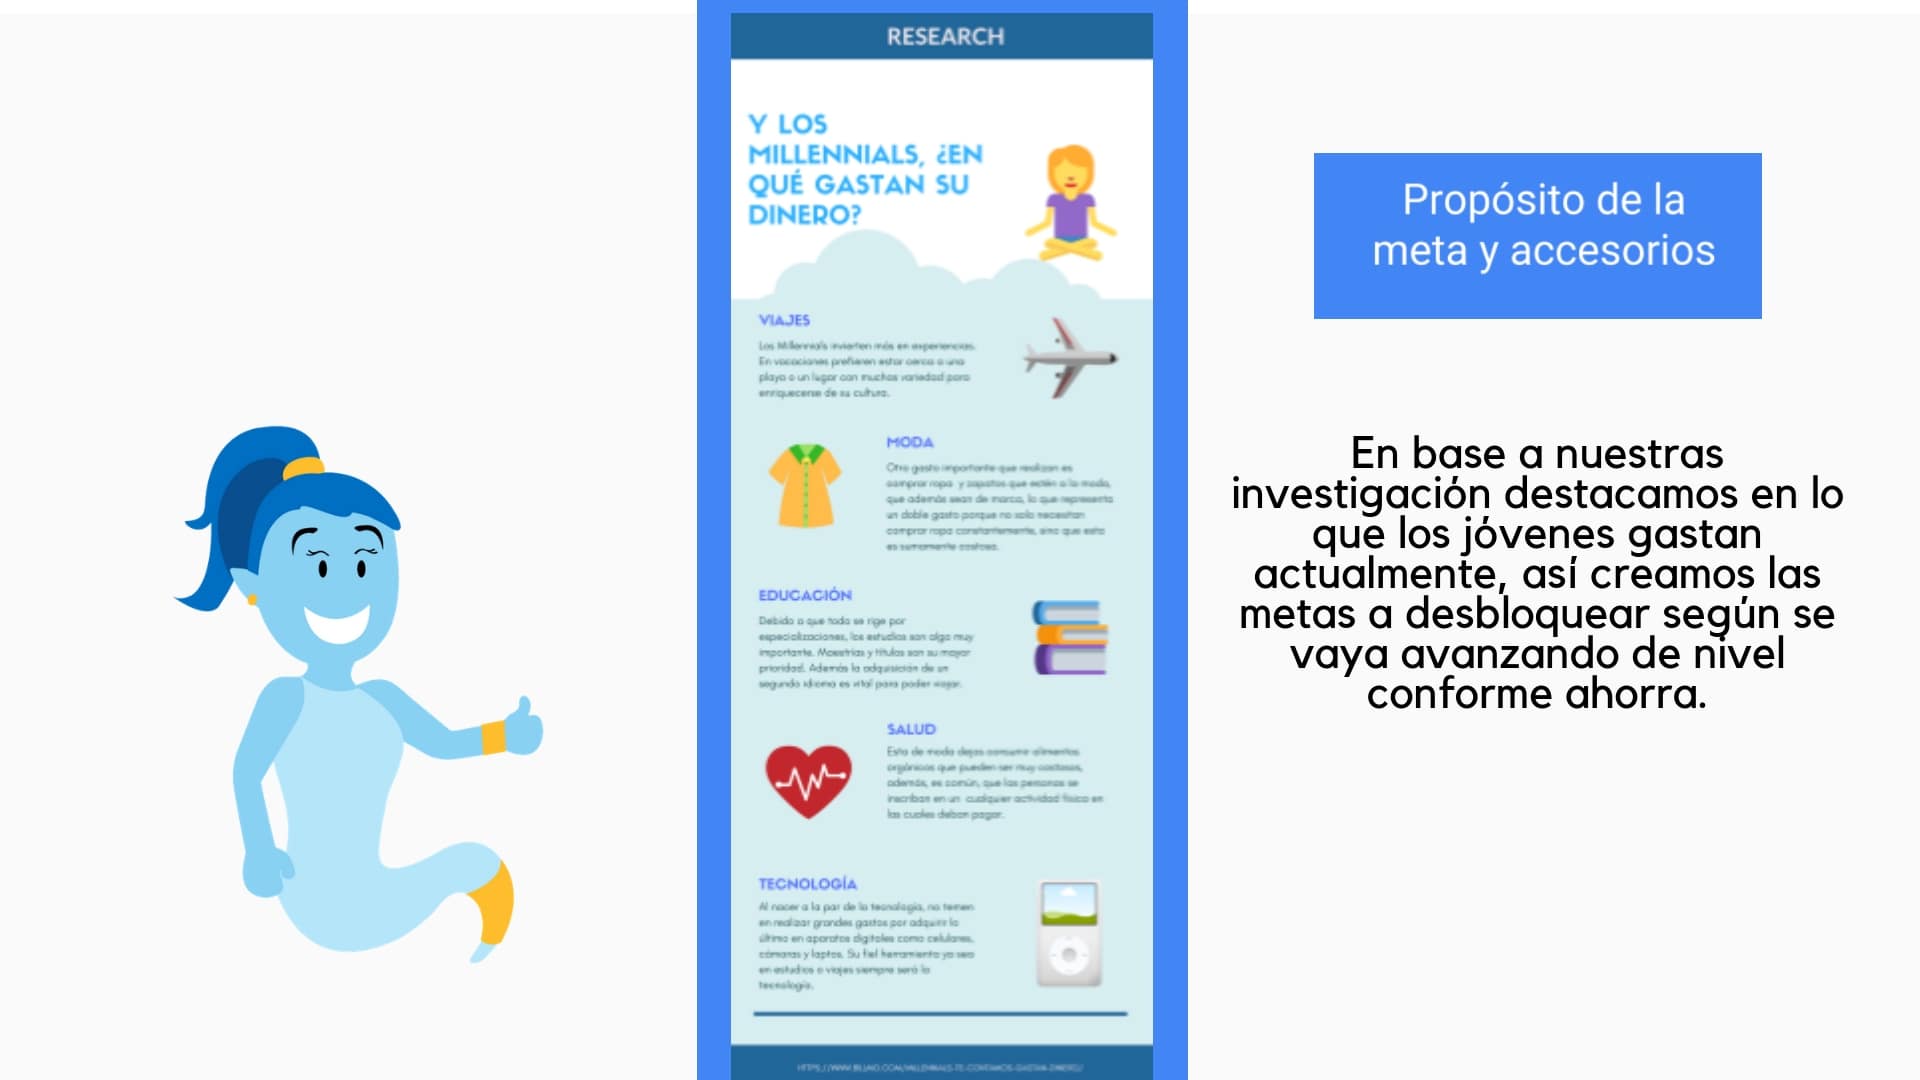 RESEARCH
Y LOS
MILLENNIALS, ¿EN
QUÉ GASTAN SU
DINERO?
VIAJES
Los Millennials invierten más en experiencias.
En vacaciones prefieren estar cerca a una
playa o un lugar con muchas variedad para
enriquecerse de su cultura.
MODA
Otro gasto importante que realizan es
comprar ropa y zapatos que estén a la moda,
que además sean de marca, lo que representa
un doble gasto porque no solo necesitan
comprar ropa constantemente, sino que esta
es sumamente costosa.
EDUCACIÓN
Debido a que todo se rige por
especializaciones, los estudios son algo muy
importante. Maestrías y títulos son su mayor
prioridad. Además la adquisición de un
segundo idioma es vital para poder viajar.
SALUD
Esta de moda dejas consumir alimentos
orgánicos que pueden ser muy costosos,
además, es común, que las personas se
inscriban en un cualquier actividad física en
las cuales deban pagar.
TECNOLOGÍA
Al nacer a la par de la tecnología, no temen
en realizar grandes gastos por adquirir lo
último en aparatos digitales como celulares,
cámaras y laptos. Su fiel herramienta ya sea
en estudios o viajes siempre será la
tecnología.
Propósito de la
meta y accesorios
En base a nuestras
investigación destacamos en lo
que los jóvenes gastan
actualmente, así creamos las
metas a desbloquear según se
vaya avanzando de nivel
conforme ahorra.